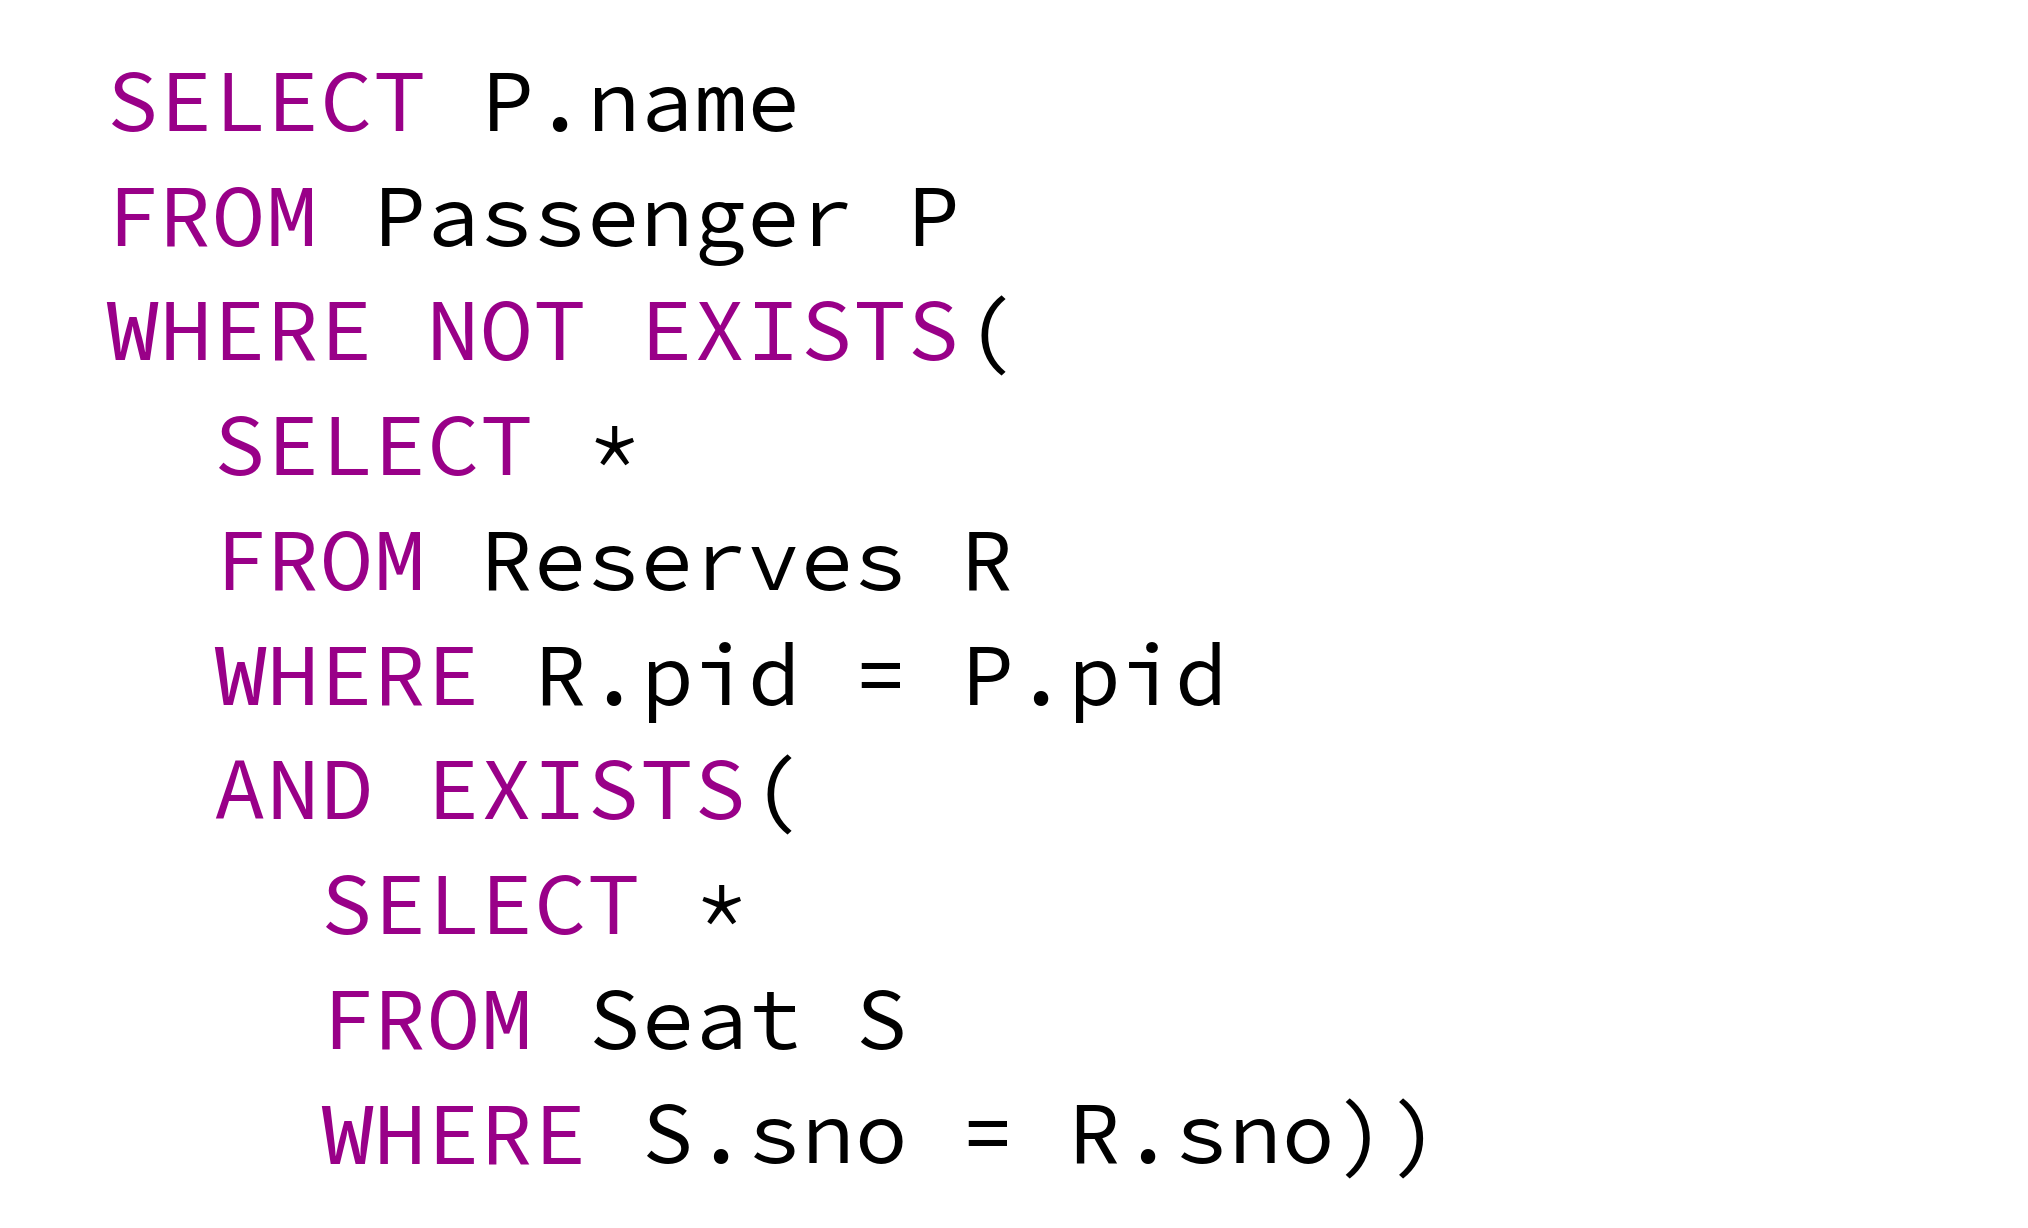 SELECT P.name
FROM Passenger P
WHERE NOT EXISTS(
  SELECT *
  FROM Reserves R
  WHERE R.pid = P.pid
  AND EXISTS(
    SELECT *
    FROM Seat S
    WHERE S.sno = R.sno))